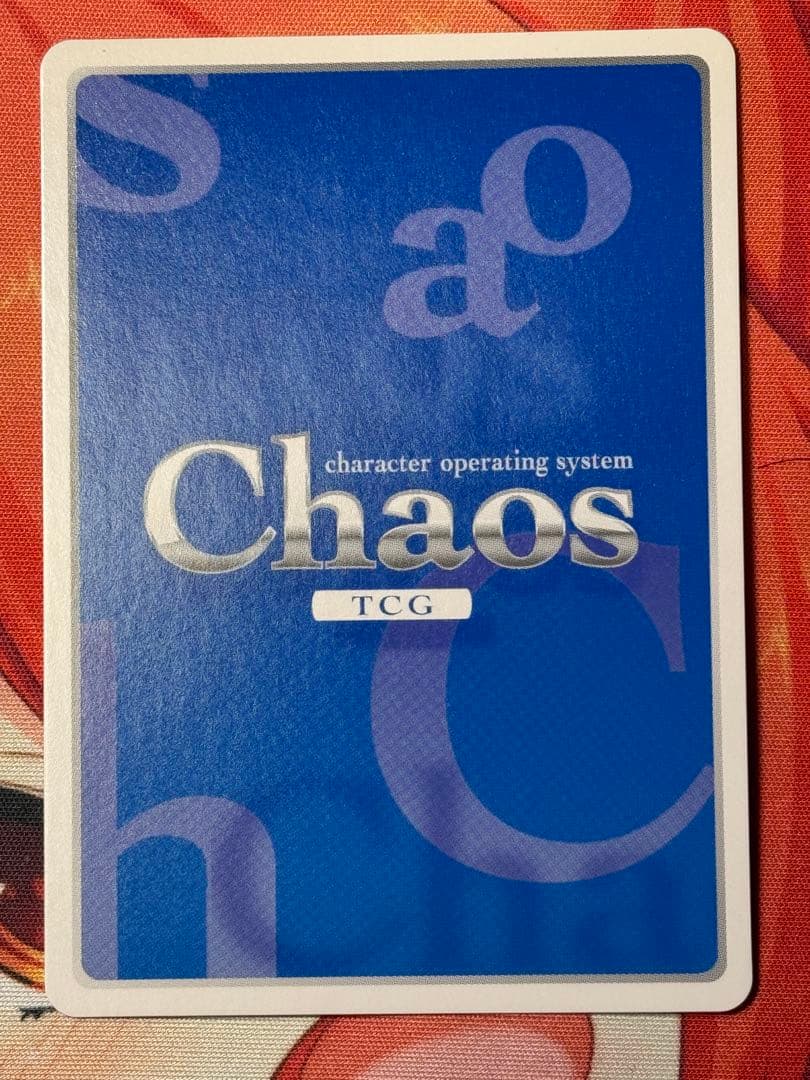 s
o
a
character operating system
Chaos
TCG
C
h